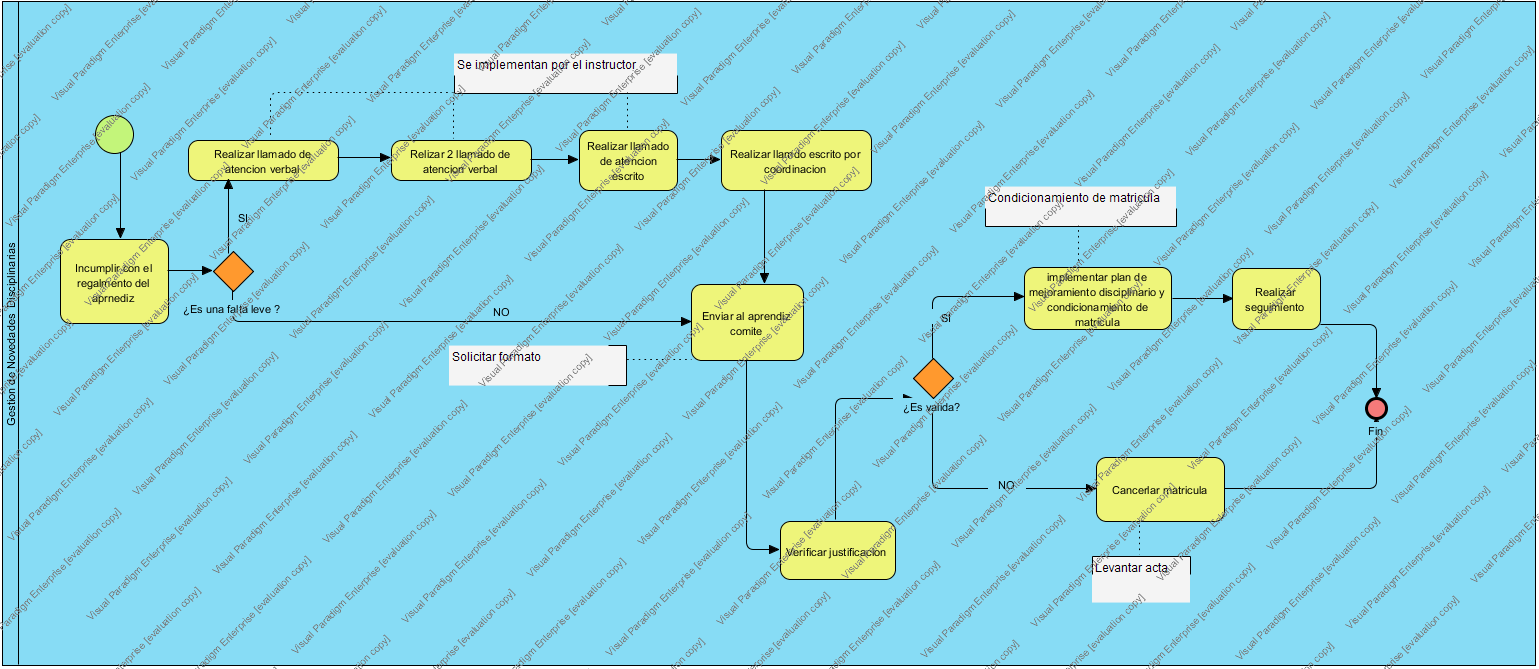 Gestion de Novedades Disciplinarias
Se implementan por el instructor
Realizar llamado de
atencion verbal
Relizar 2 llamado de
atencion verbal
Realizar llamado
de atencion
escrito
Realizar llamdo escrito por
coordinacion
Condicionamiento de matricula
SI
Incumplir con el
regalmento del
aprnediz
¿Es una falta leve ?
NO
Enviar al aprendiz
comite
Solicitar formato
implementar plan de
mejoramiento disciplinario y
condicionamiento de
matricula
Realizar
seguimiento
SI
¿Es valida?
Fin
NO
Cancerlar matricula
Verificar justificacion
Levantar acta
Visual Paradigm Enterprise [evaluation copy]